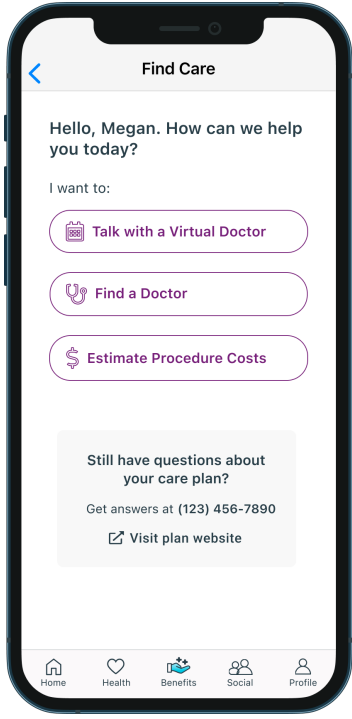 Find Care
Hello, Megan. How can we help
you today?
I want to:
Talk with a Virtual Doctor
Find a Doctor
Estimate Procedure Costs
Still have questions about
your care plan?
Get answers at (123) 456-7890
Visit plan website
Home Health Benefits Social Profile